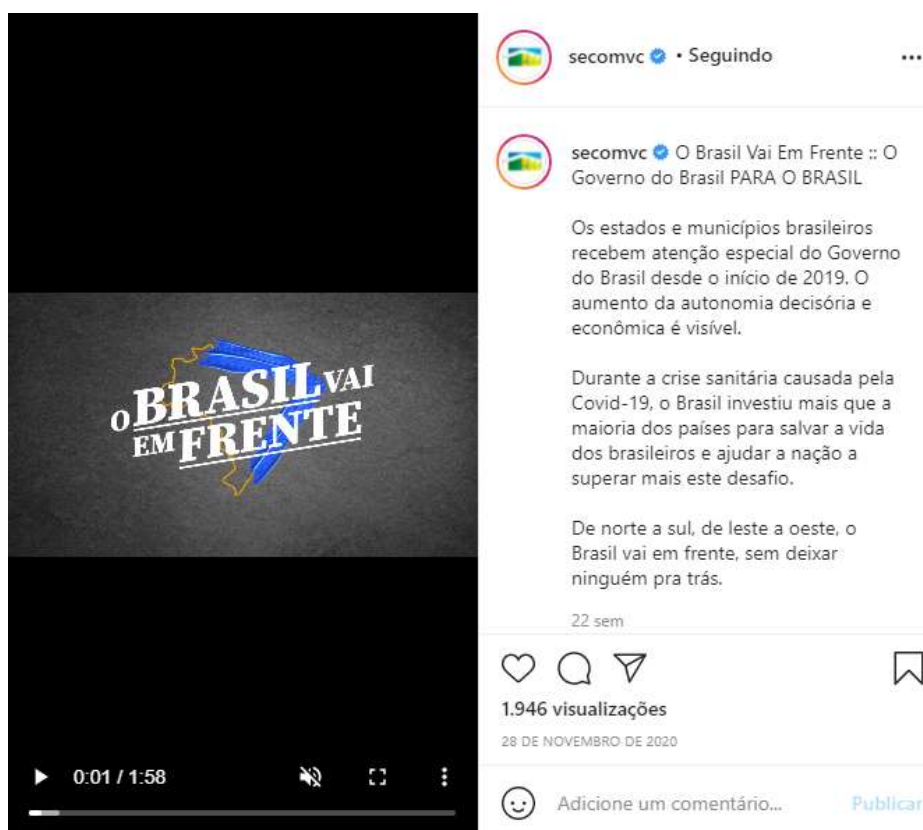 secomvc • Seguindo
secomvc O Brasil Vai Em Frente :: O
Governo do Brasil PARA O BRASIL
Os estados e municípios brasileiros
recebem atenção especial do Governo
do Brasil desde o início de 2019. O
aumento da autonomia decisória e
econômica é visível.
Durante a crise sanitária causada pela
Covid-19, o Brasil investiu mais que a
maioria dos países para salvar a vida
dos brasileiros e ajudar a nação a
superar mais este desafio.
De norte a sul, de leste a oeste, o
Brasil vai em frente, sem deixar
ninguém pra trás.
22 sem
O BRASIL VAI
EM FRENTE
0:01 / 1:58
1.946 visualizações
28 DE NOVEMBRO DE 2020
Adicione um comentário... Publicar